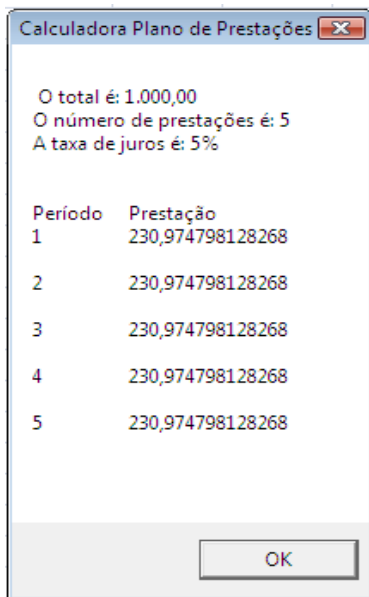 Calculadora Plano de Prestações
O total é: 1.000,00
O número de prestações é: 5
A taxa de juros é: 5%
Período Prestação
1 230,974798128268
2 230,974798128268
3 230,974798128268
4 230,974798128268
5 230,974798128268
OK